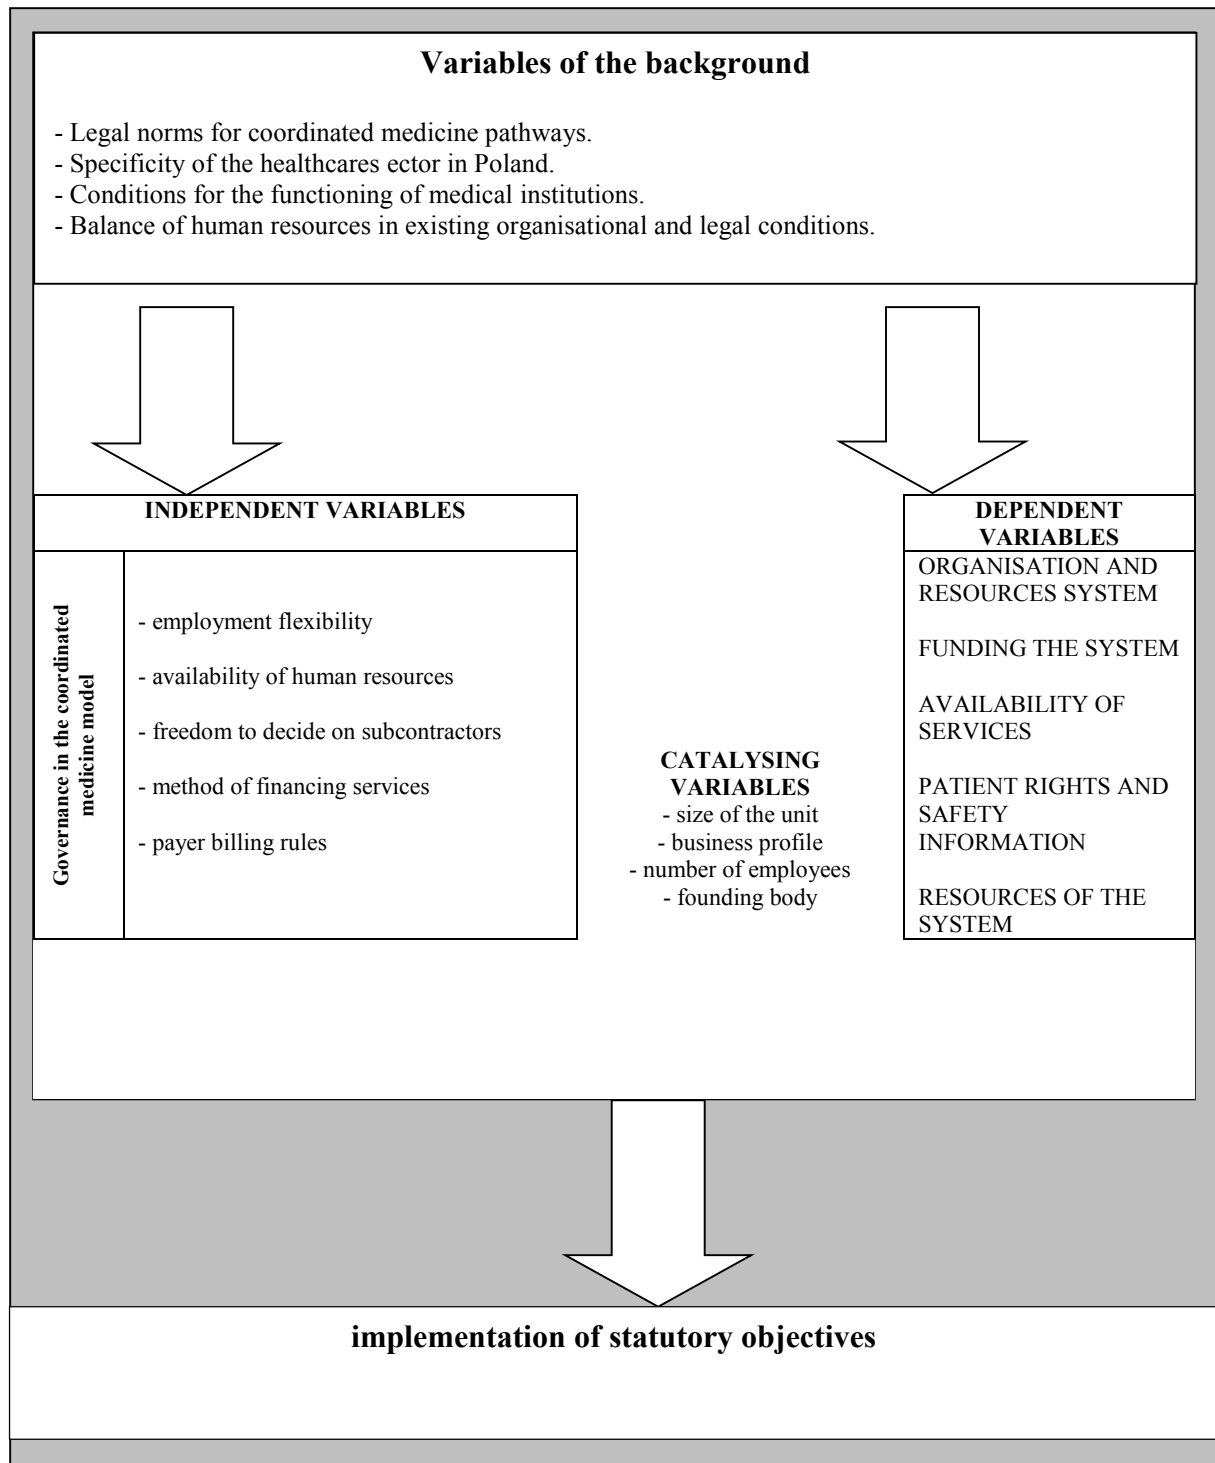 Variables of the background
- Legal norms for coordinated medicine pathways.
- Specificity of the healthcares ector in Poland.
- Conditions for the functioning of medical institutions.
- Balance of human resources in existing organisational and legal conditions.
INDEPENDENT VARIABLES
Governance in the coordinated
medicine model
- employment flexibility
- availability of human resources
- freedom to decide on subcontractors
- method of financing services
- payer billing rules
CATALYSING
VARIABLES
- size of the unit
- business profile
- number of employees
- founding body
DEPENDENT
VARIABLES
ORGANISATION AND
RESOURCES SYSTEM
FUNDING THE SYSTEM
AVAILABILITY OF
SERVICES
PATIENT RIGHTS AND
SAFETY
INFORMATION
RESOURCES OF THE
SYSTEM
implementation of statutory objectives